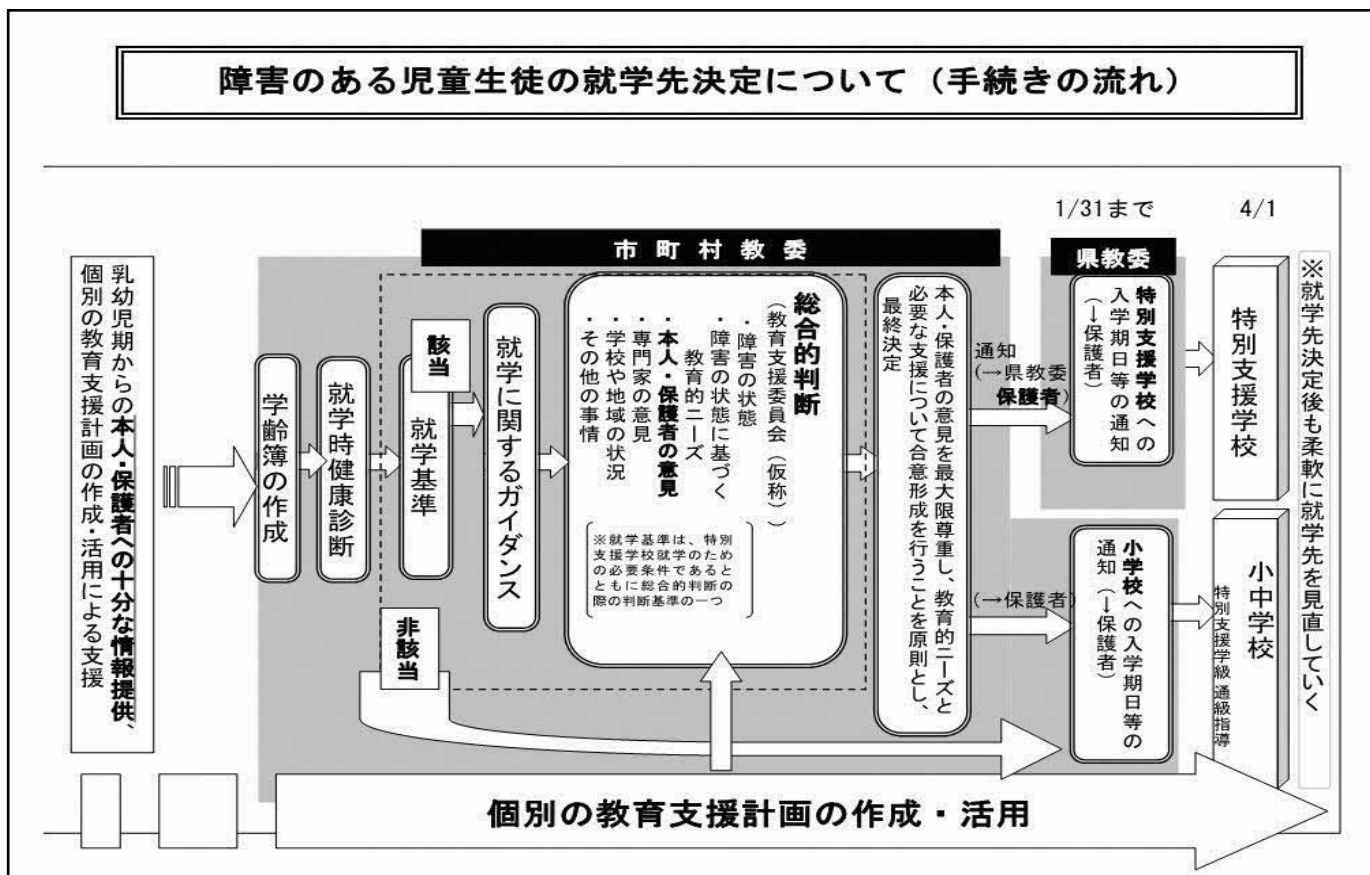 障害のある児童生徒の就学先決定について（手続きの流れ）
1/31まで
4/1
市町村教委
県教委
乳幼児期からの本人・保護者への十分な情報提供、
個別の教育支援計画の作成・活用による支援
学齢簿の作成
就学時健康診断
該当
就学基準
非該当
就学に関するガイダンス
総合的判断
（教育支援委員会（仮称））
・障害の状態
・障害の状態に基づく
教育的ニーズ
・本人・保護者の意見
・専門家の意見
・学校や地域の状況
・その他の事情
※就学基準は、特別
支援学校就学のため
の必要条件であると
ともに総合的判断の
際の判断基準の一つ
本人・保護者の意見を最大限尊重し、教育的ニーズと
必要な支援について合意形成を行うことを原則とし、
最終決定
通知
(→県教委
保護者)
(→保護者)
特別支援学校への
入学期日等の通知
（→保護者）
小学校への入学期日等の
通知（→保護者）
特別支援学校
小中学校
特別支援学級 通級指導
※就学先決定後も柔軟に就学先を見直していく
個別の教育支援計画の作成・活用